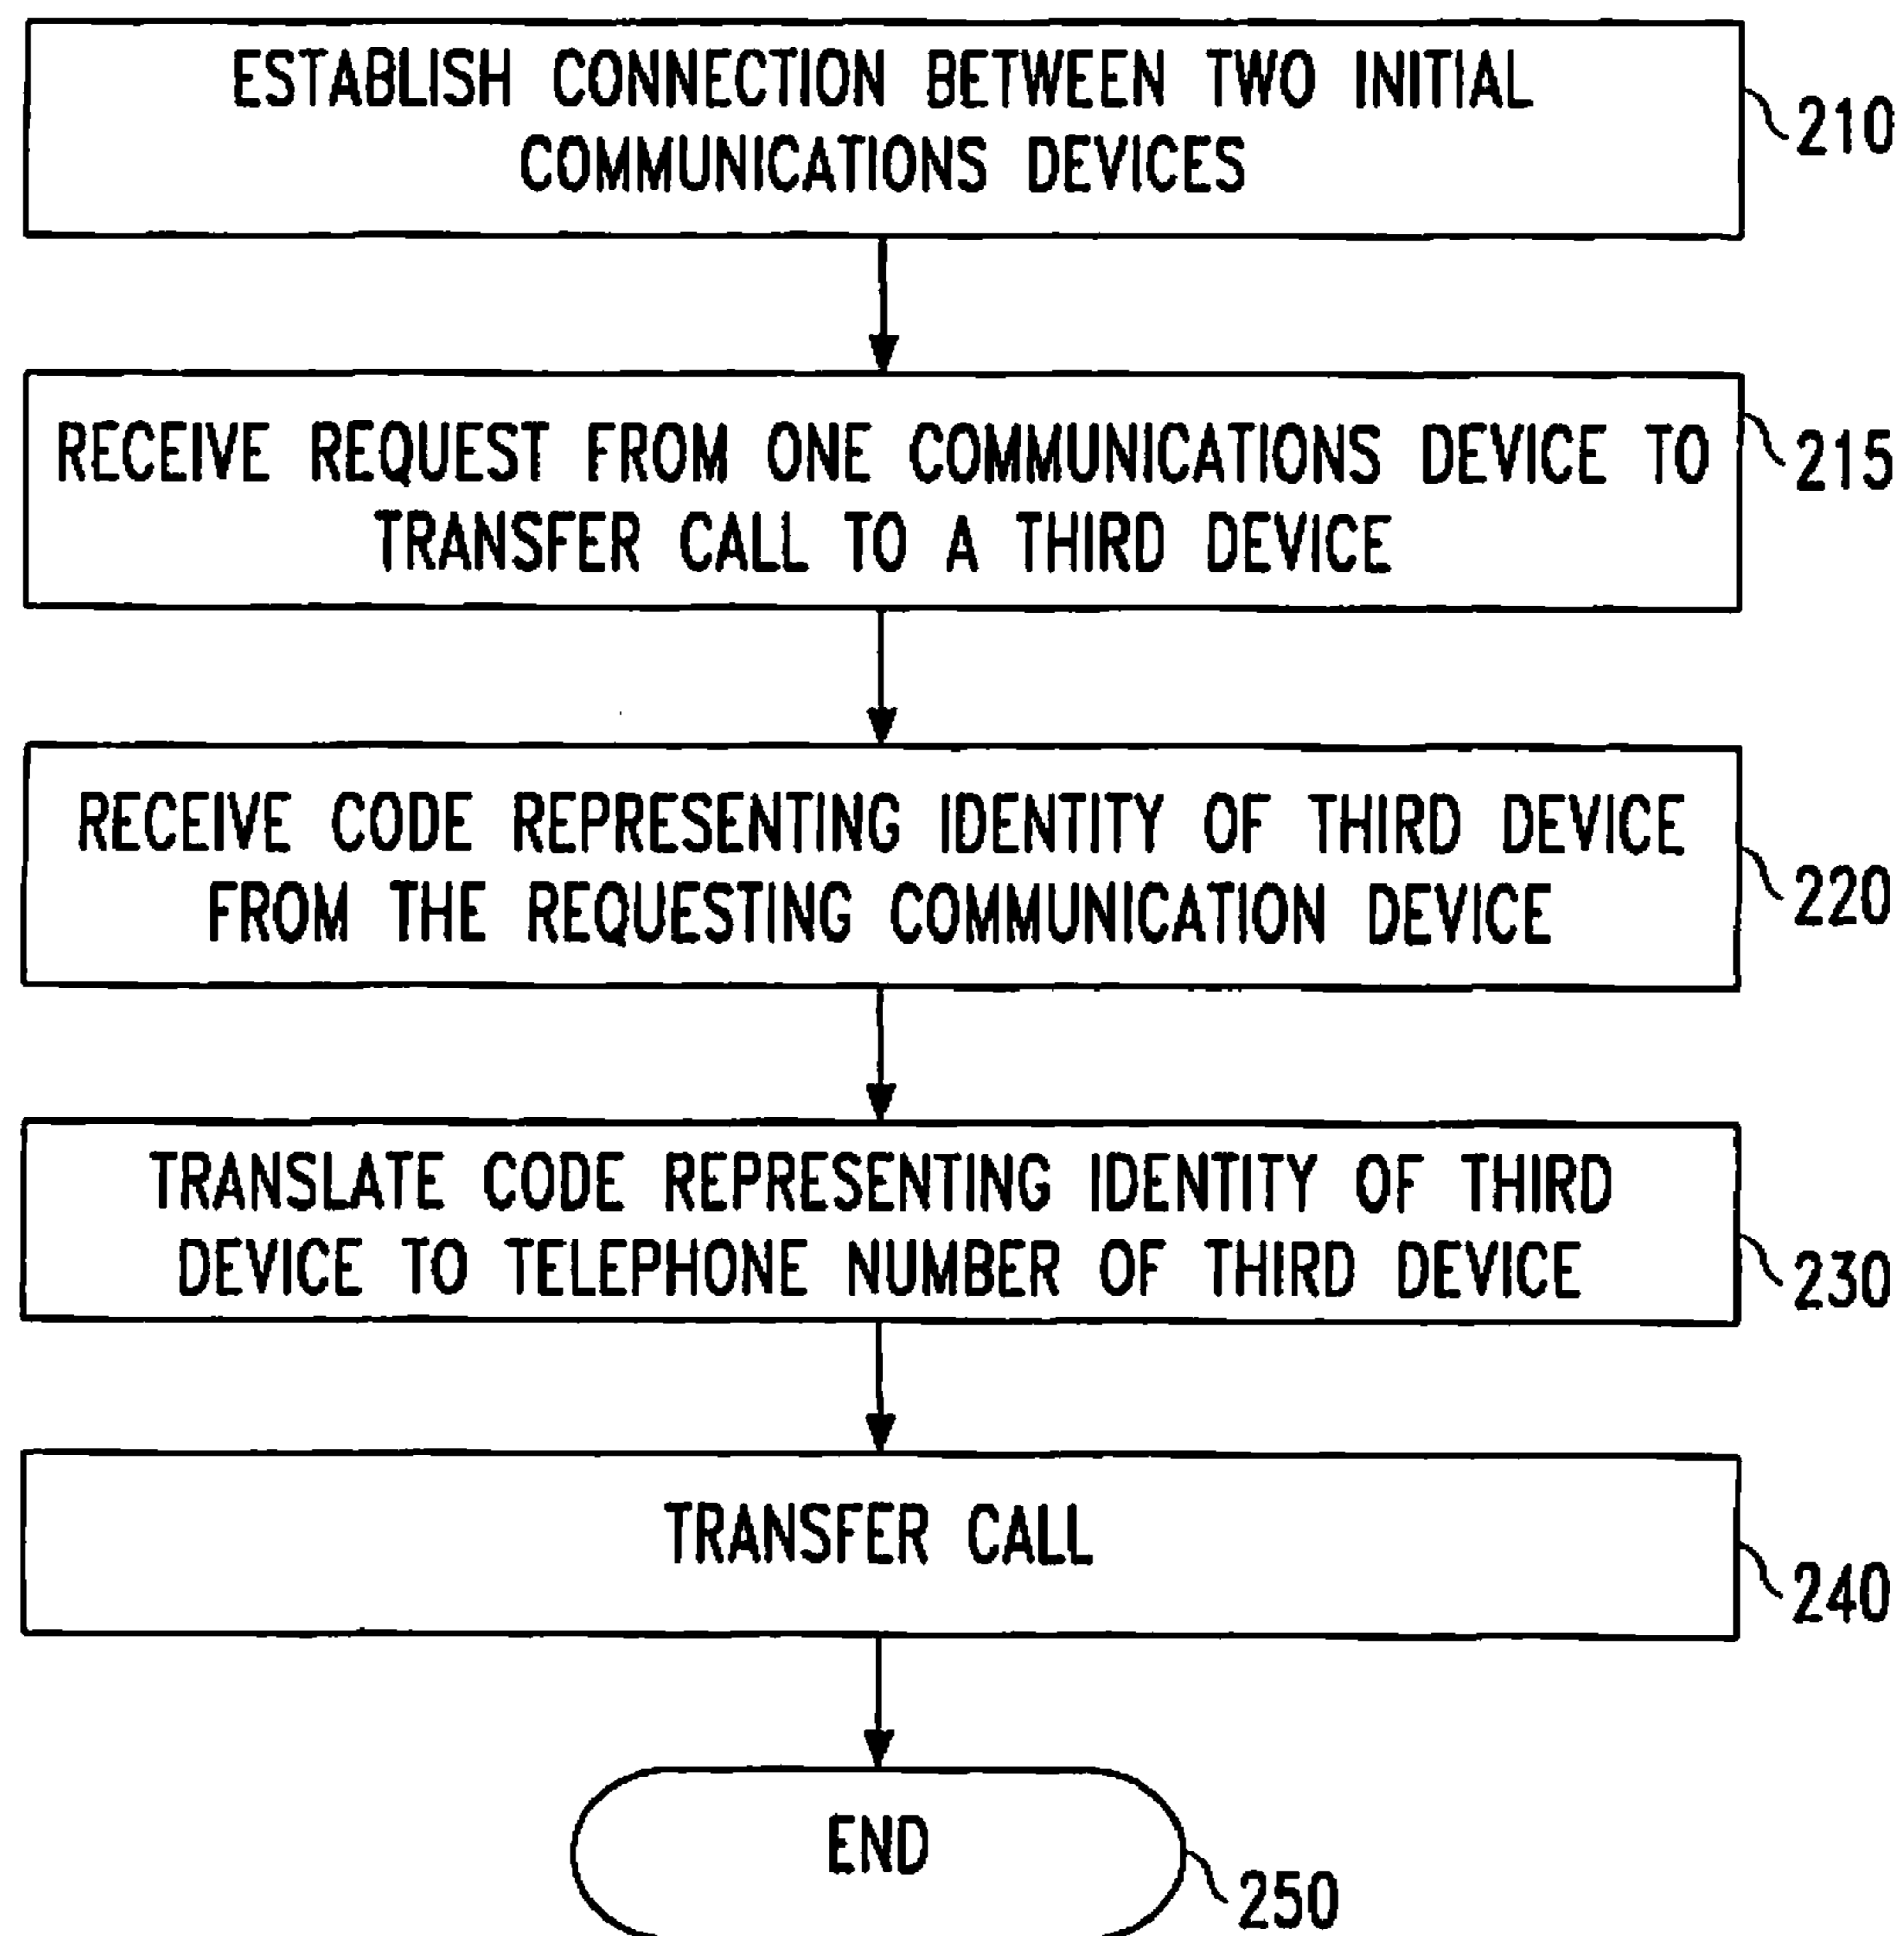 ESTABLISH CONNECTION BETWEEN TWO INITIAL
COMMUNICATIONS DEVICES
210
RECEIVE REQUEST FROM ONE COMMUNICATIONS DEVICE TO
TRANSFER CALL TO A THIRD DEVICE
215
RECEIVE CODE REPRESENTING IDENTITY OF THIRD DEVICE
FROM THE REQUESTING COMMUNICATION DEVICE
220
TRANSLATE CODE REPRESENTING IDENTITY OF THIRD
DEVICE TO TELEPHONE NUMBER OF THIRD DEVICE
230
TRANSFER CALL
240
END
250